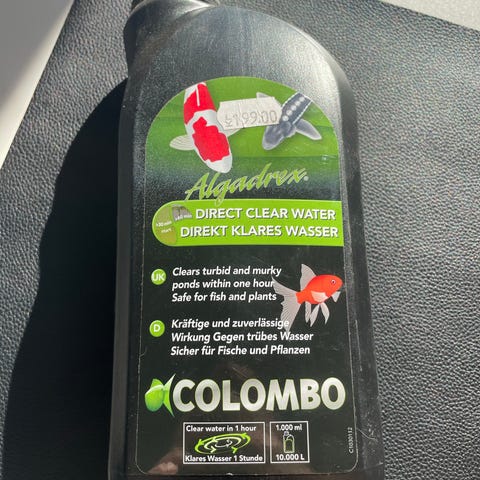 199.00
Algadrex®
DIRECT CLEAR WATER
DIREKT KLARES WASSER
UK
Clears turbid and murky
ponds within one hour
Safe for fish and plants
D
Kräftige und zuverlässige
Wirkung Gegen trübes Wasser
Sicher für Fische und Pflanzen
COLOMBO
Clear water in 1 hour
Klares Wasser 1 Stunde
1.000 ml
10.000 L